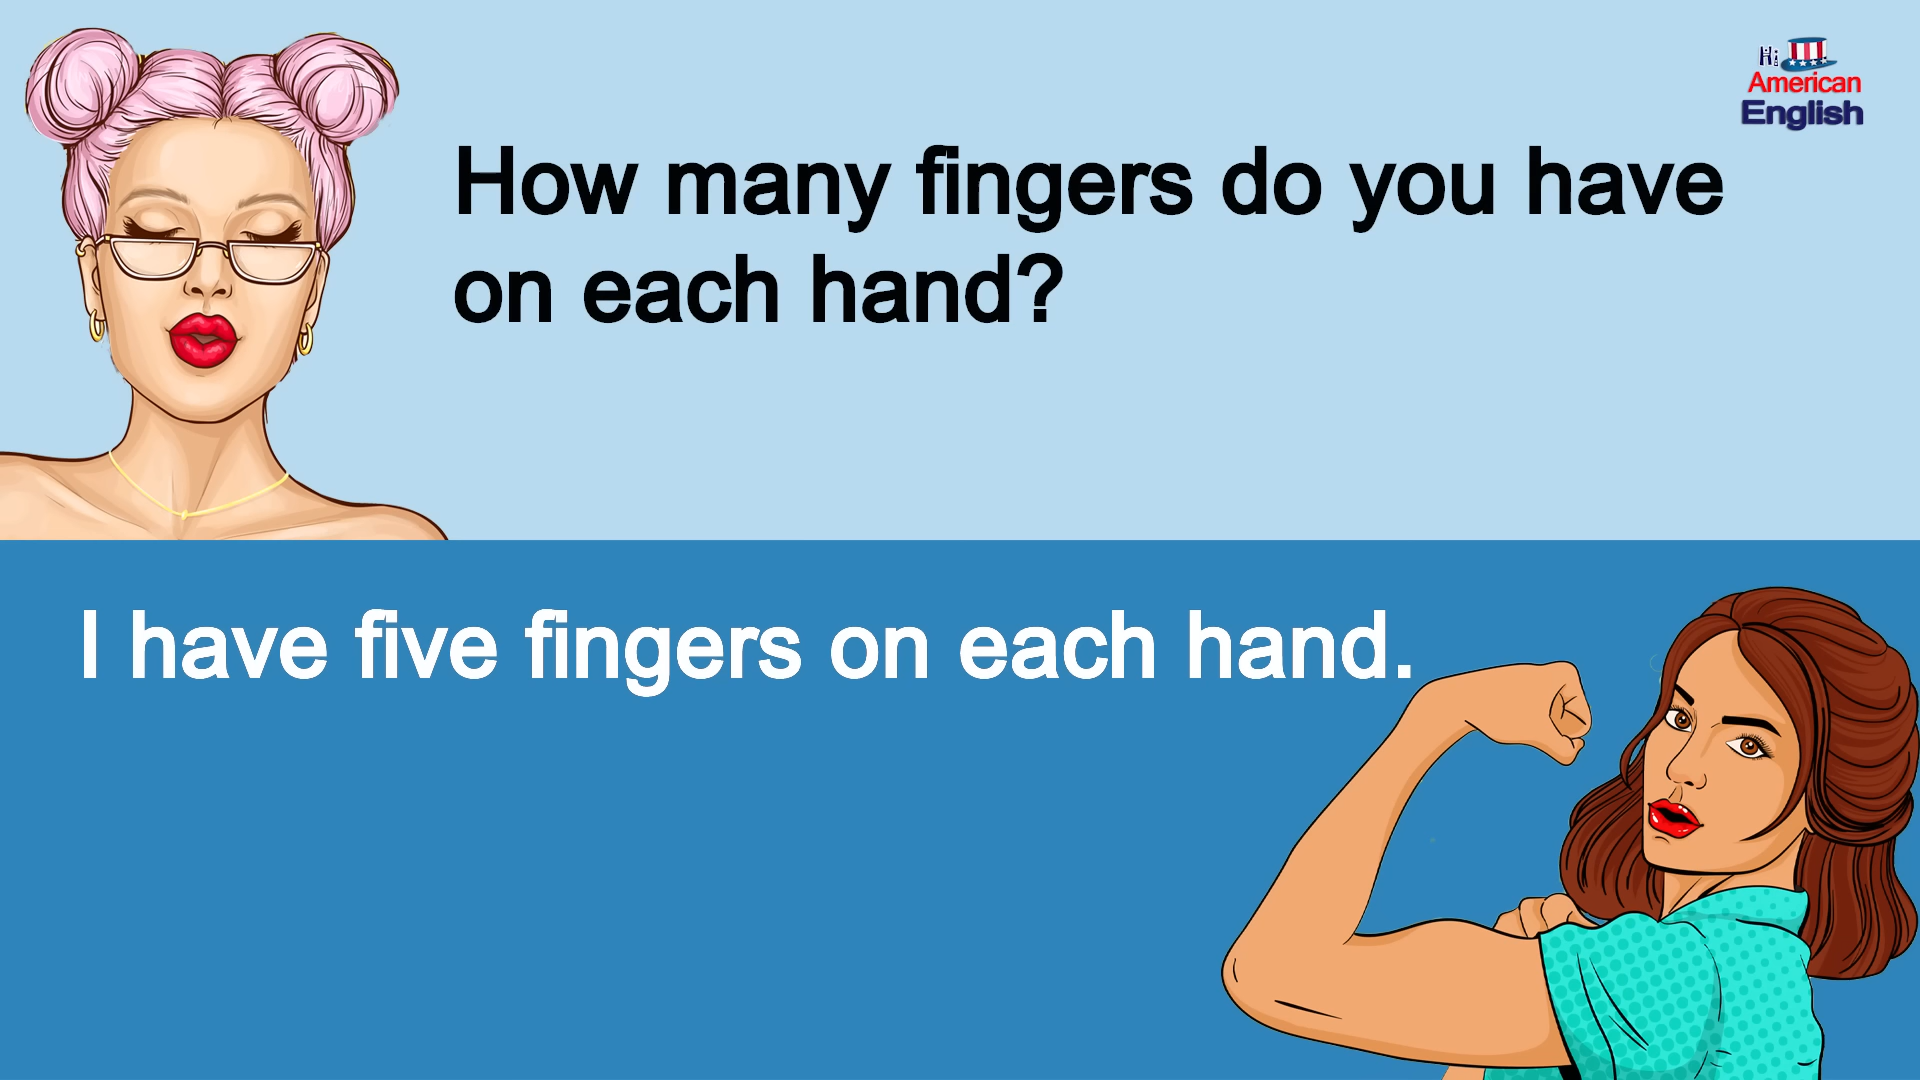 Hi
American
English
How many fingers do you have
on each hand?
I have five fingers on each hand.